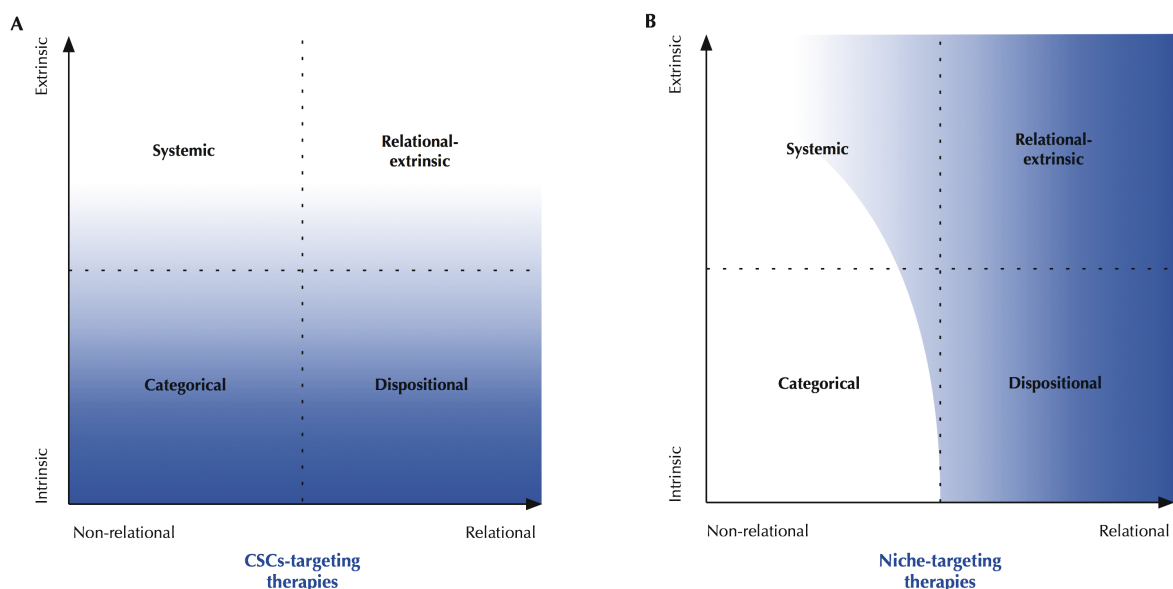 A
Extrinsic
Systemic
Relational-
extrinsic
Categorical
Dispositional
Intrinsic
Non-relational
Relational
CSCs-targeting
therapies
B
Extrinsic
Systemic
Relational-
extrinsic
Categorical
Dispositional
Intrinsic
Non-relational
Relational
Niche-targeting
therapies